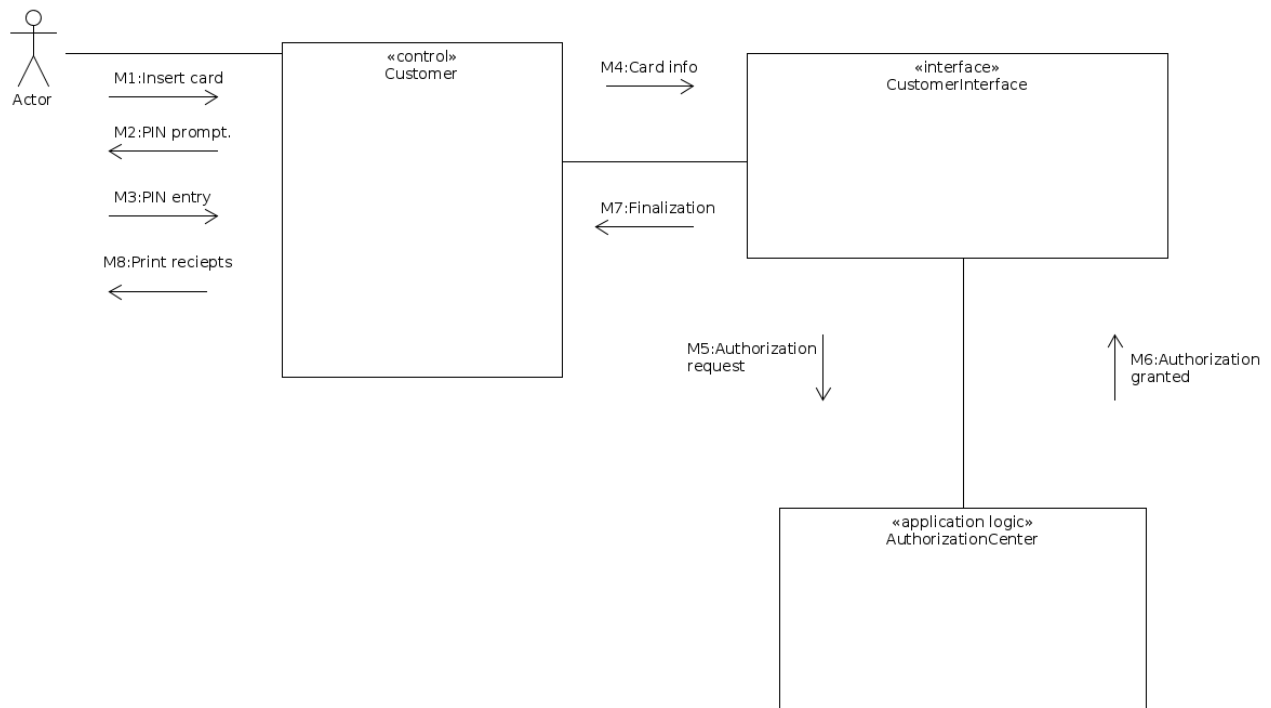 Actor
M1:Insert card
M2:PIN prompt.
M3:PIN entry
M8:Print reciepts
«control»
Customer
M4:Card info
M7:Finalization
«interface»
CustomerInterface
M5:Authorization
request
M6:Authorization
granted
«application logic»
AuthorizationCenter